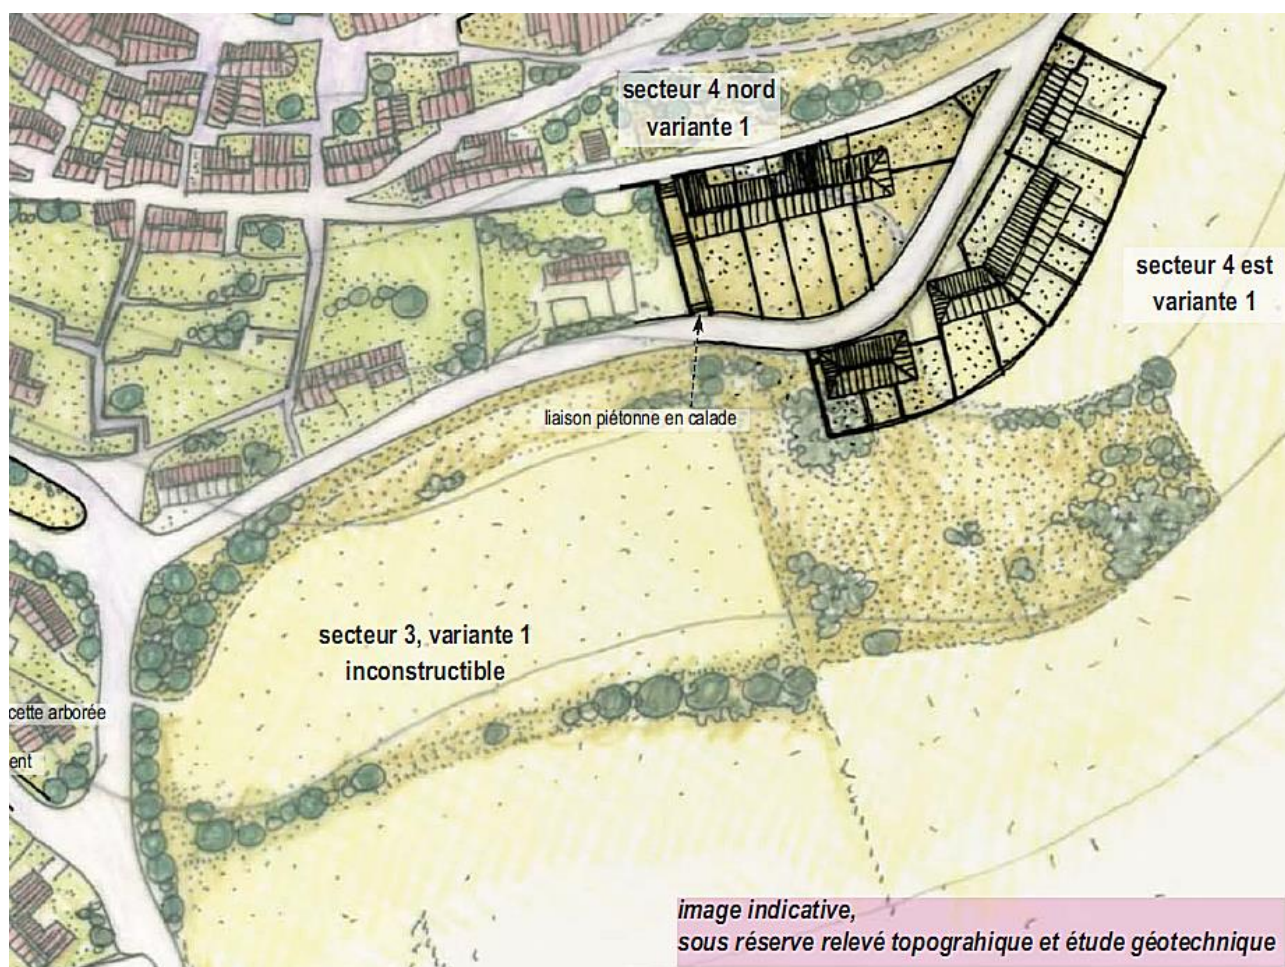 secteur 4 nord
variante 1
secteur 4 est
variante 1
liaison piétonne en calade
secteur 3, variante 1
inconstructible
cette arborée
ent
image indicative,
sous réserve relevé topograhique et étude géotechnique